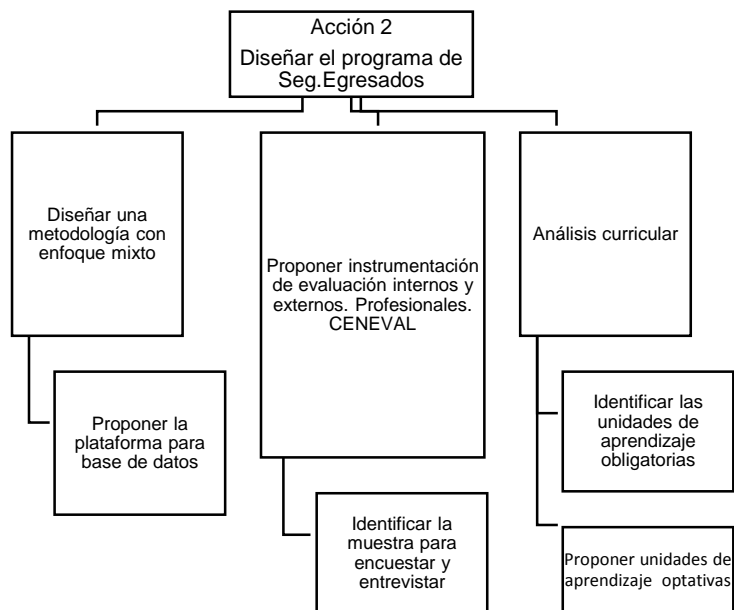 Acción 2
Diseñar el programa de
Seg.Egresados
Diseñar una
metodología con
enfoque mixto
Proponer la
plataforma para
base de datos
Proponer instrumentación
de evaluación internos y
externos. Profesionales.
CENEVAL
Identificar la
muestra para
encuestar y
entrevistar
Análisis curricular
Identificar las
unidades de
aprendizaje
obligatorias
Proponer unidades de
aprendizaje optativas